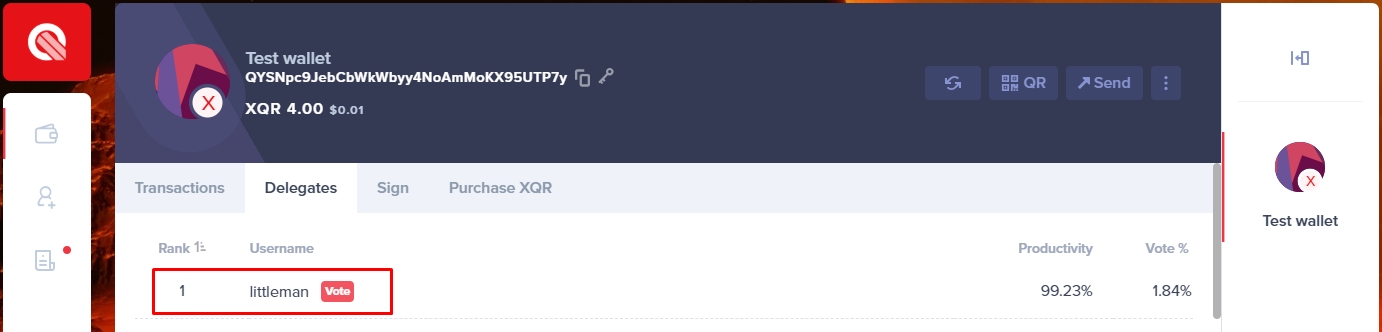 Test wallet
QYSNpc9JebCbWkWbyy4NoAmMoKX95UTP7y
X
XQR 4.00 $0.01
QR
Send
Transactions
Delegates
Sign
Purchase XQR
Rank
Username
Productivity
Vote %
1
littleman
Vote
99.23%
1.84%
X
Test wallet